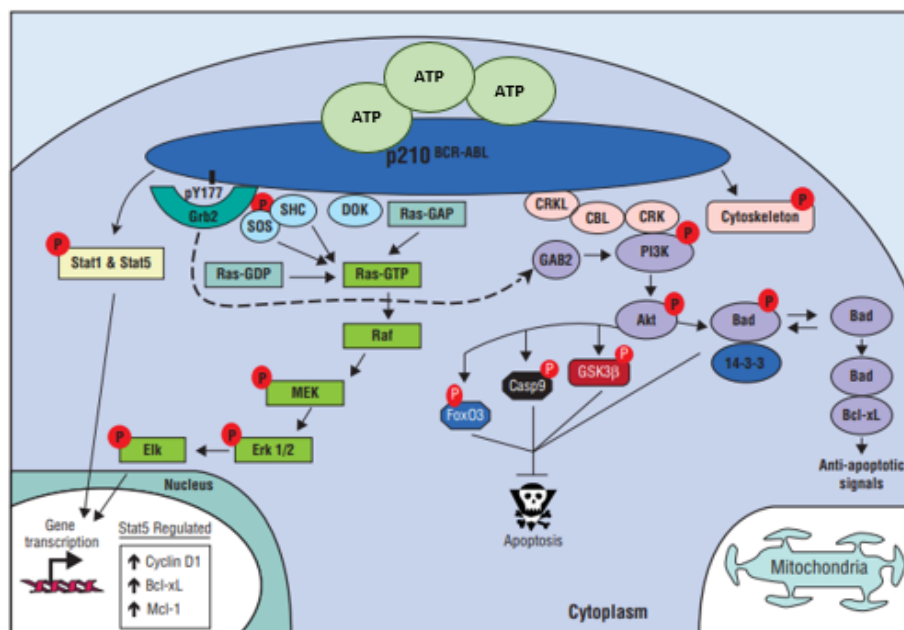 ATP
ATP
ATP
p210 BCR-ABL
pY177
Grb2
P
SOS
SHC
DOK
Ras-GAP
CRKL
CBL
CRK
P
Cytoskeleton
P
Stat1 & Stat5
Ras-GDP
Ras-GTP
GAB2
PI3K
P
Raf
Akt
P
Bad
P
14-3-3
Bad
Bad
Bcl-xL
Anti-apoptotic
signals
P
MEK
P
FoxO3
Casp9
P
GSK3β
P
P
Elk
P
Erk 1/2
Apoptosis
Nucleus
Gene
transcription
Stat5 Regulated
Cyclin D1
Bcl-xL
Mcl-1
Cytoplasm
Mitochondria